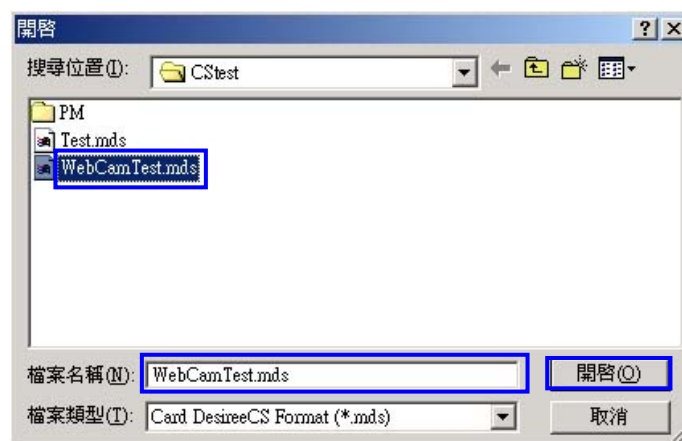 開啓
搜尋位置(I): CStest
PM
Test.mds
WebCamTest.mds
檔案名稱(N): WebCamTest.mds 開啓(O)
檔案類型(T): Card DesireeCS Format (*.mds) 取消